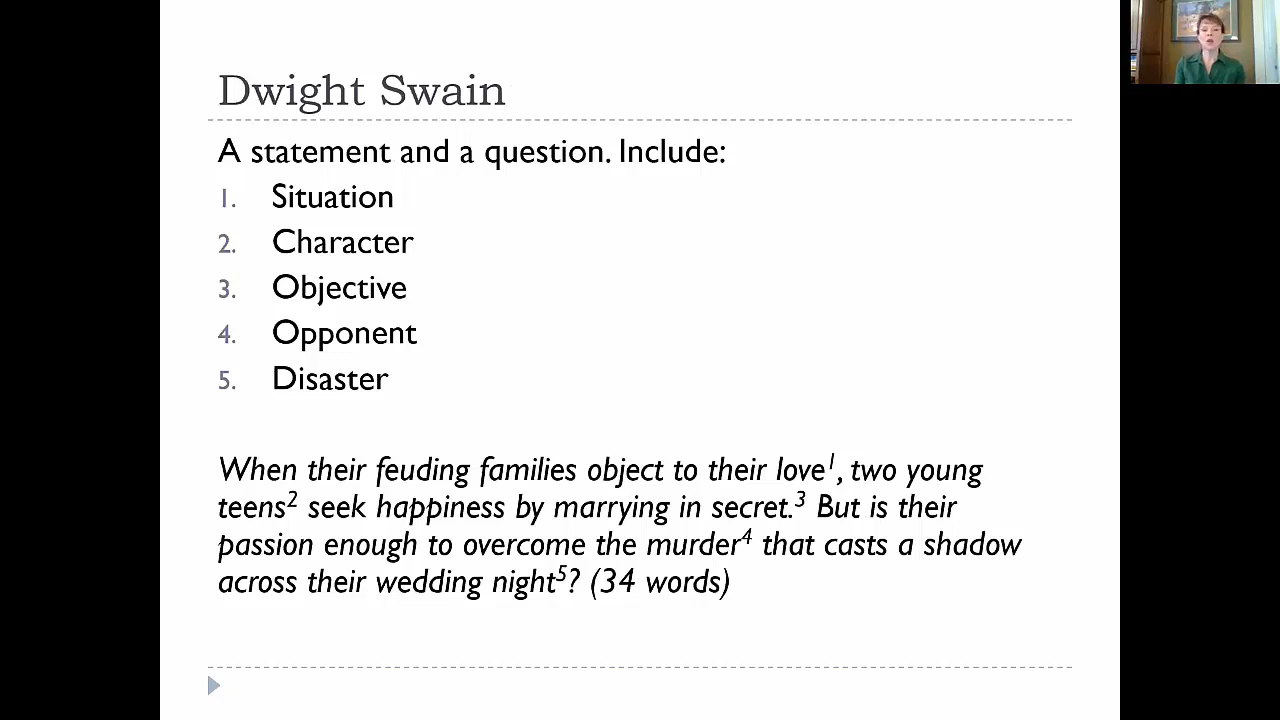 Dwight Swain
A statement and a question. Include:
1. Situation
2. Character
3. Objective
4. Opponent
5. Disaster
When their feuding families object to their love¹, two young
teens² seek happiness by marrying in secret.³ But is their
passion enough to overcome the murder⁴ that casts a shadow
across their wedding night⁵? (34 words)